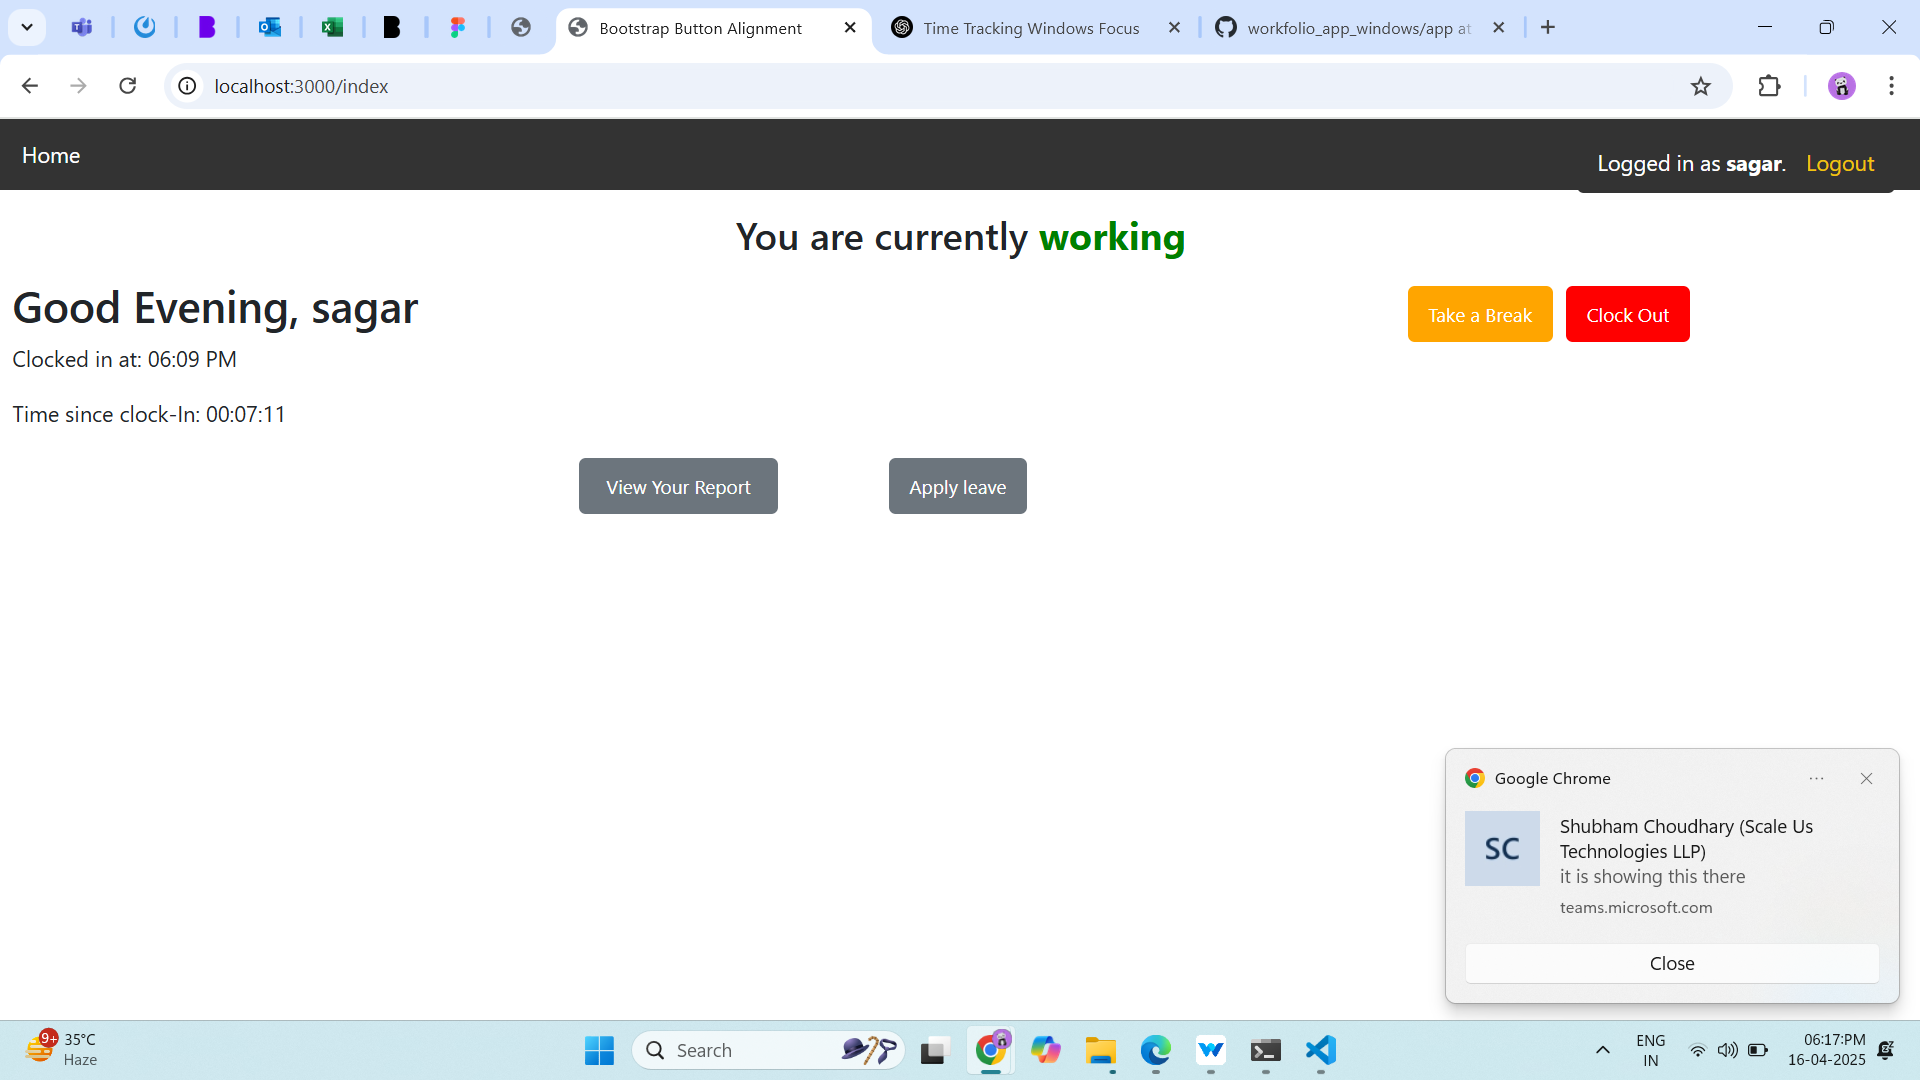 Bootstrap Button Alignment
Time Tracking Windows Focus
workfolio_app_windows/app at
localhost:3000/index
Home
Logged in as sagar. Logout
You are currently working
Good Evening, sagar
Take a Break
Clock Out
Clocked in at: 06:09 PM
Time since clock-In: 00:07:11
View Your Report
Apply leave
Google Chrome
SC
Shubham Choudhary (Scale Us
Technologies LLP)
it is showing this there
teams.microsoft.com
Close
9+
35°C
Haze
Search
ENG
IN
06:17:PM
16-04-2025